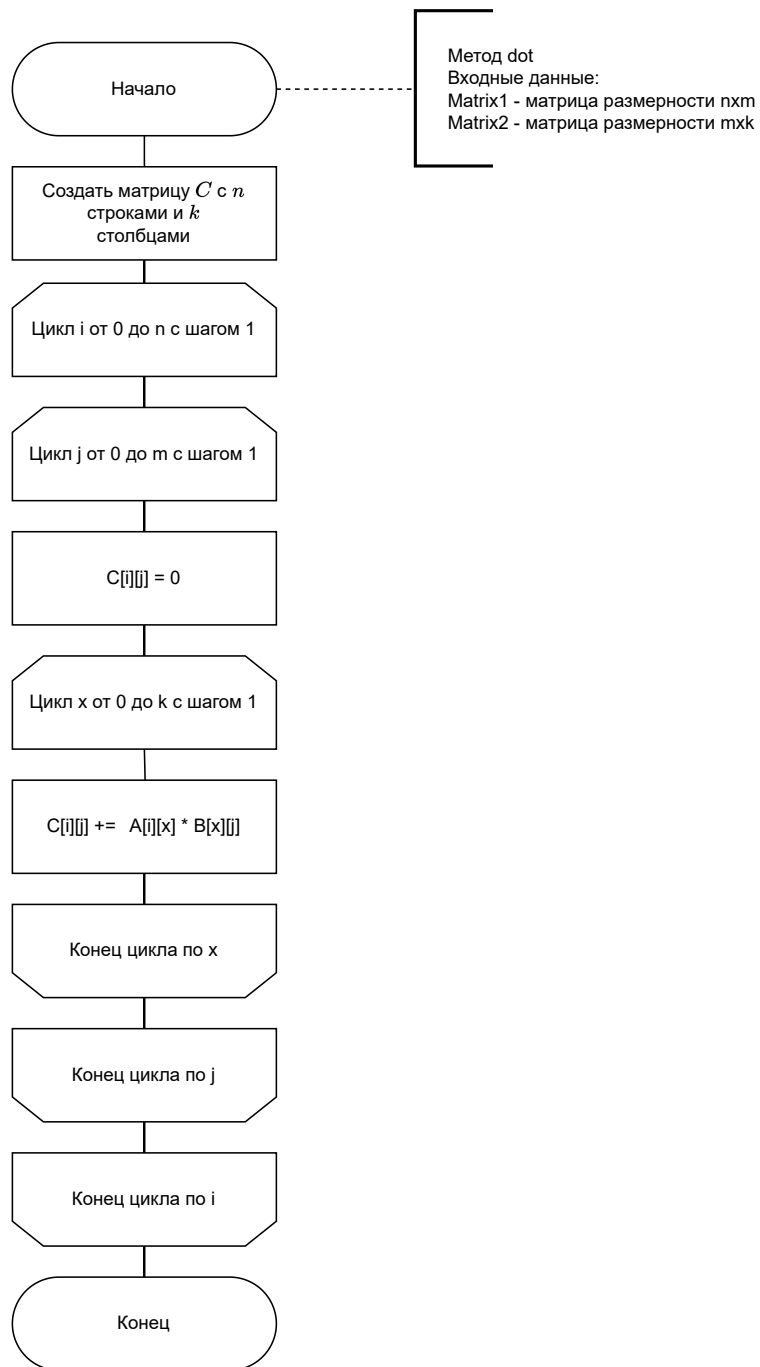 Начало
Метод dot
Входные данные:
Matrix1 - матрица размерности nxm
Matrix2 - матрица размерности mxk
Создать матрицу C с n
строками и k
столбцами
Цикл i от 0 до n с шагом 1
Цикл j от 0 до m с шагом 1
C[i][j] = 0
Цикл x от 0 до k с шагом 1
C[i][j] += A[i][x] * B[x][j]
Конец цикла по x
Конец цикла по j
Конец цикла по i
Конец